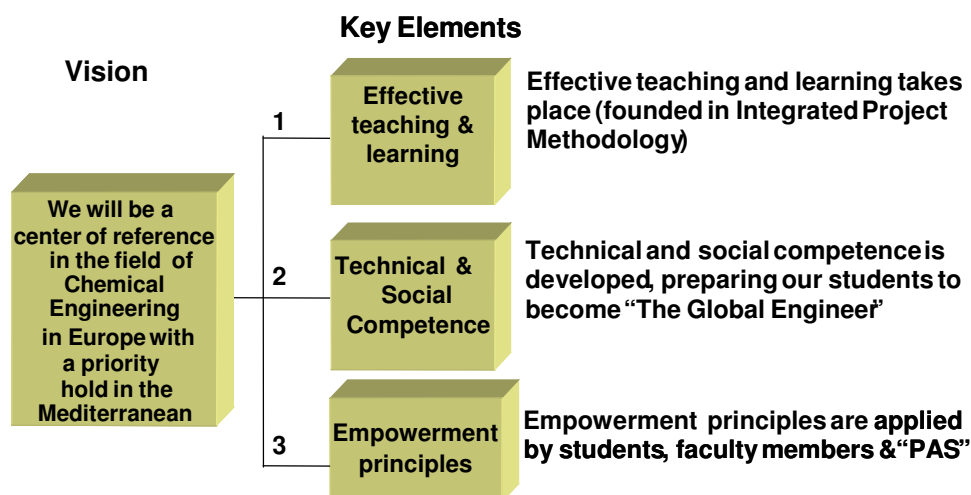 Key Elements
Vision
We will be a
center of reference
in the field of
Chemical
Engineering
in Europe with
a priority
hold in the
Mediterranean
1
Effective
teaching &
learning
Effective teaching and learning takes
place (founded in Integrated Project
Methodology)
2
Technical &
Social
Competence
Technical and social competence is
developed, preparing our students to
become “The Global Engineer”
3
Empowerment
principles
Empowerment principles are applied
by students, faculty members & “PAS”